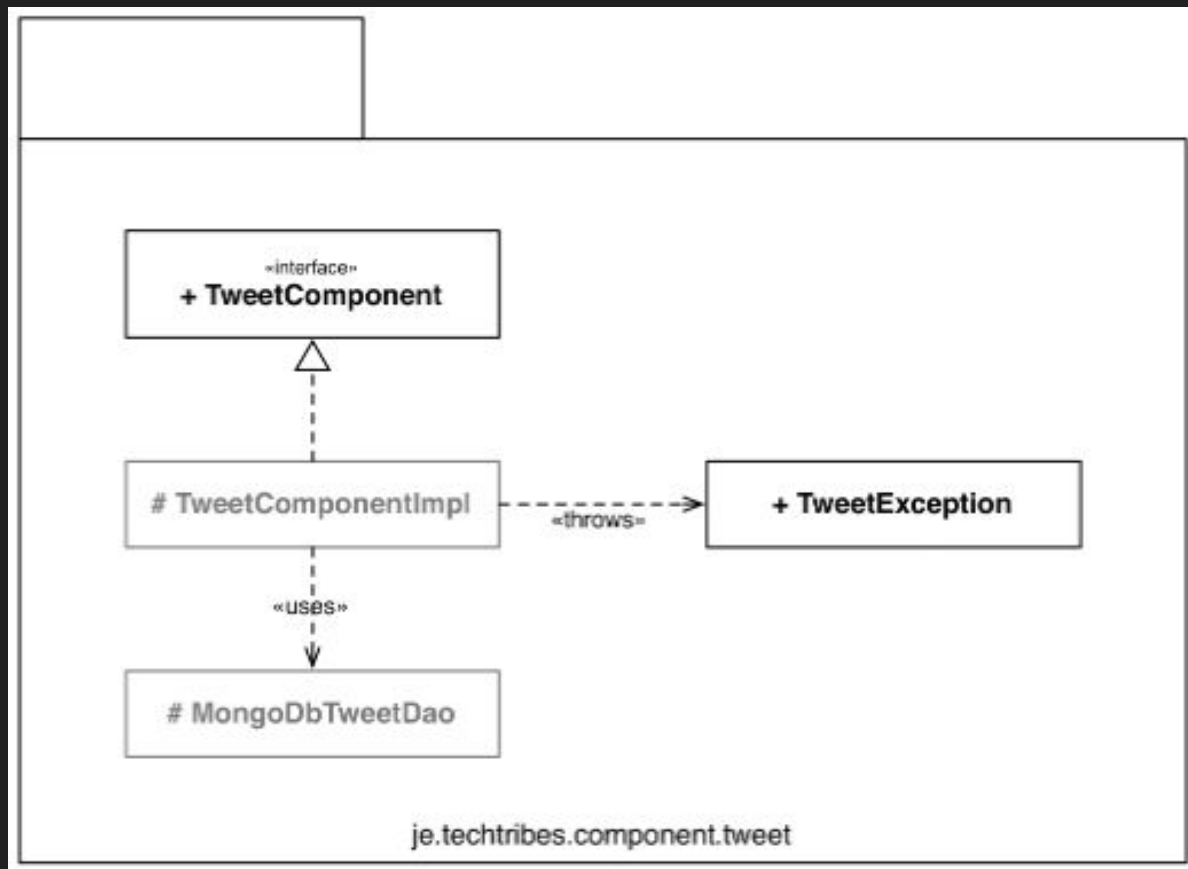 «interface»
+ TweetComponent
# TweetComponentImpl
«throws»
+ TweetException
«uses»
# MongoDbTweetDao
je.techtribes.component.tweet